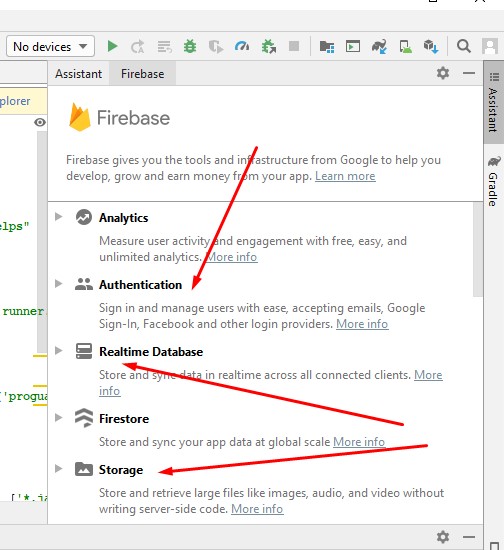 No devices
Assistant
Firebase
plorer
Firebase
Firebase gives you the tools and infrastructure from Google to help you
develop, grow and earn money from your app. Learn more
Analytics
Measure user activity and engagement with free, easy, and
unlimited analytics. More info
elps"
Authentication
Sign in and manage users with ease, accepting emails, Google
runner.
Sign-In, Facebook and other login providers. More info
Realtime Database
Store and sync data in realtime across all connected clients. More
info
('progua
Firestore
Store and sync your app data at global scale More info
Storage
Store and retrieve large files like images, audio, and video without
['*.ja
writing server-side code. More info
Assistant
Gradle